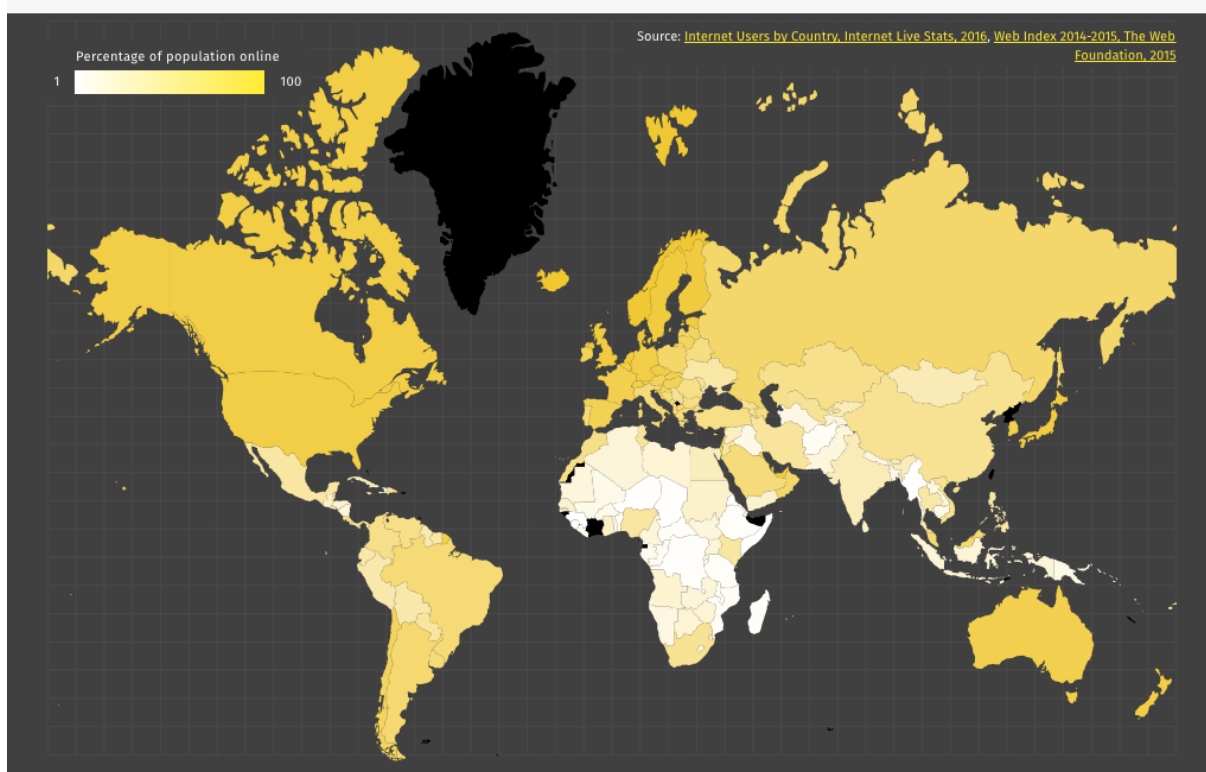 Source: Internet Users by Country, Internet Live Stats, 2016, Web Index 2014-2015, The Web
Foundation, 2015
Percentage of population online
1 100